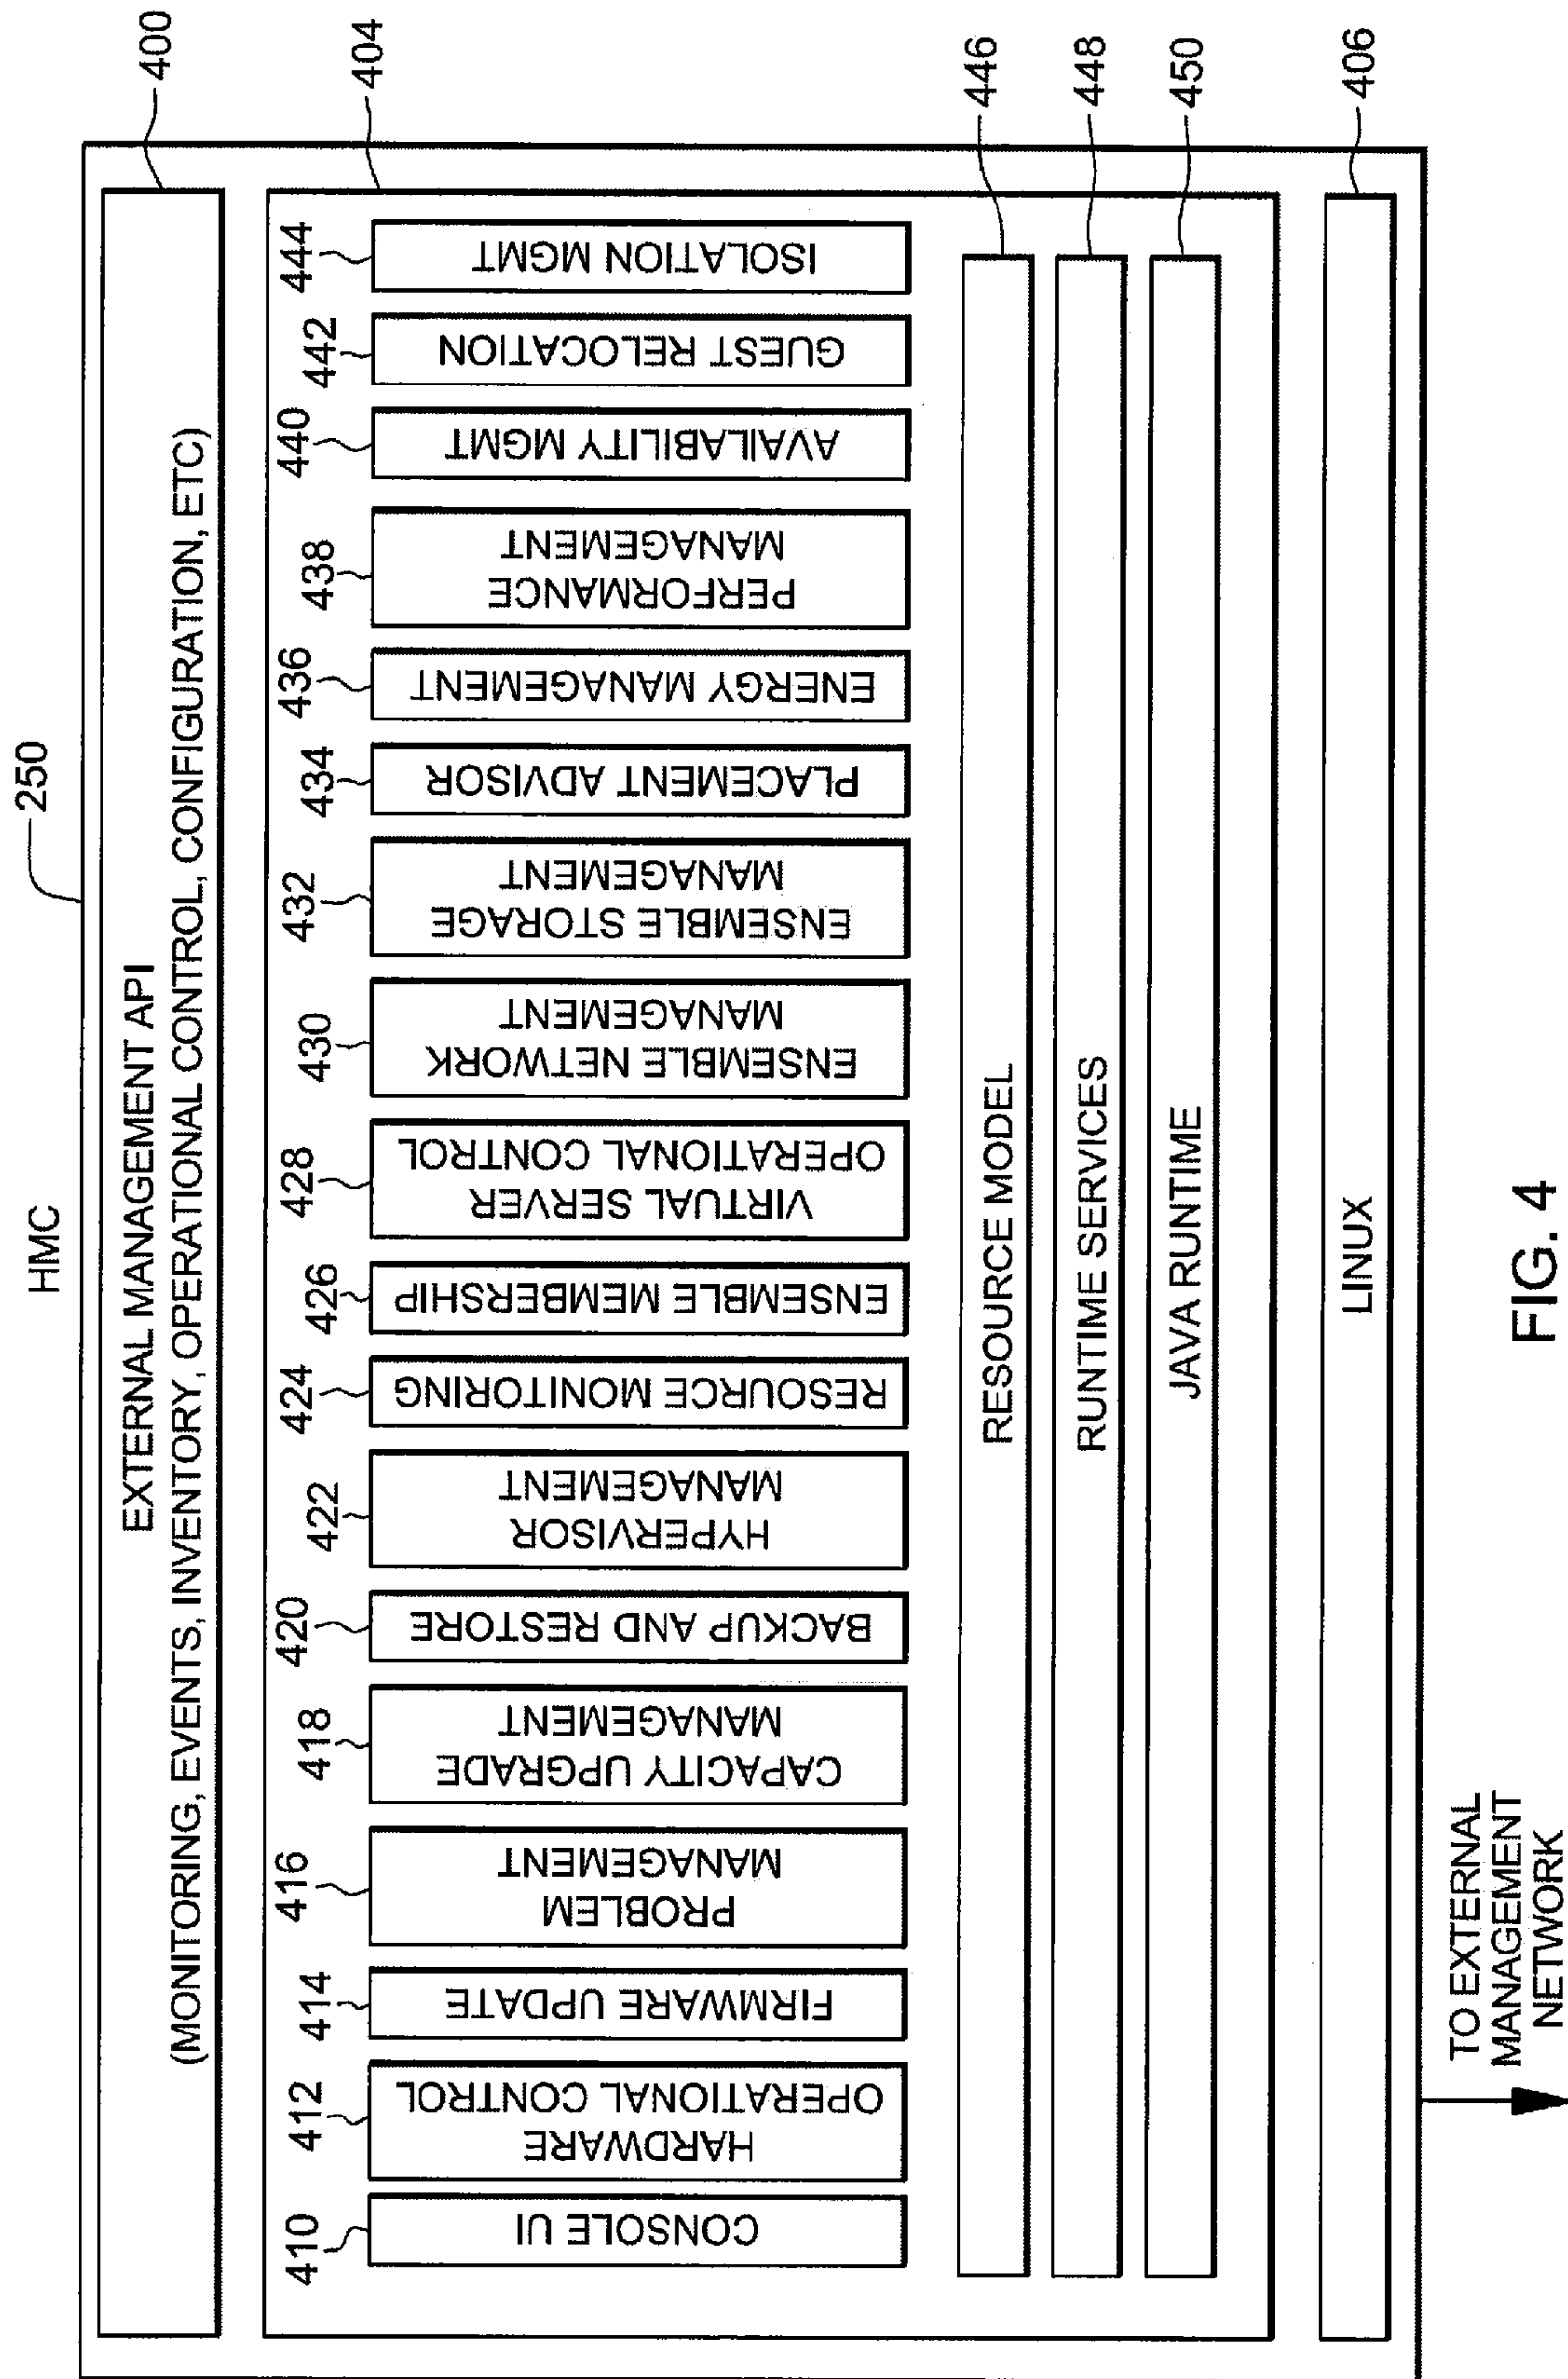 HMC
250
EXTERNAL MANAGEMENT API
(MONITORING, EVENTS, INVENTORY, OPERATIONAL CONTROL, CONFIGURATION, ETC)
400
404
410
CONSOLE UI
412
HARDWARE
OPERATIONAL CONTROL
414
FIRMWARE UPDATE
416
PROBLEM
MANAGEMENT
418
CAPACITY UPGRADE
MANAGEMENT
420
BACKUP AND RESTORE
422
HYPERVISOR
MANAGEMENT
424
RESOURCE MONITORING
426
ENSEMBLE MEMBERSHIP
428
VIRTUAL SERVER
OPERATIONAL CONTROL
430
ENSEMBLE NETWORK
MANAGEMENT
432
ENSEMBLE STORAGE
MANAGEMENT
434
PLACEMENT ADVISOR
436
ENERGY MANAGEMENT
438
PERFORMANCE
MANAGEMENT
440
AVAILABILITY MGMT
442
GUEST RELOCATION
444
ISOLATION MGMT
RESOURCE MODEL
446
RUNTIME SERVICES
448
JAVA RUNTIME
450
LINUX
406
TO EXTERNAL
MANAGEMENT
NETWORK
FIG. 4